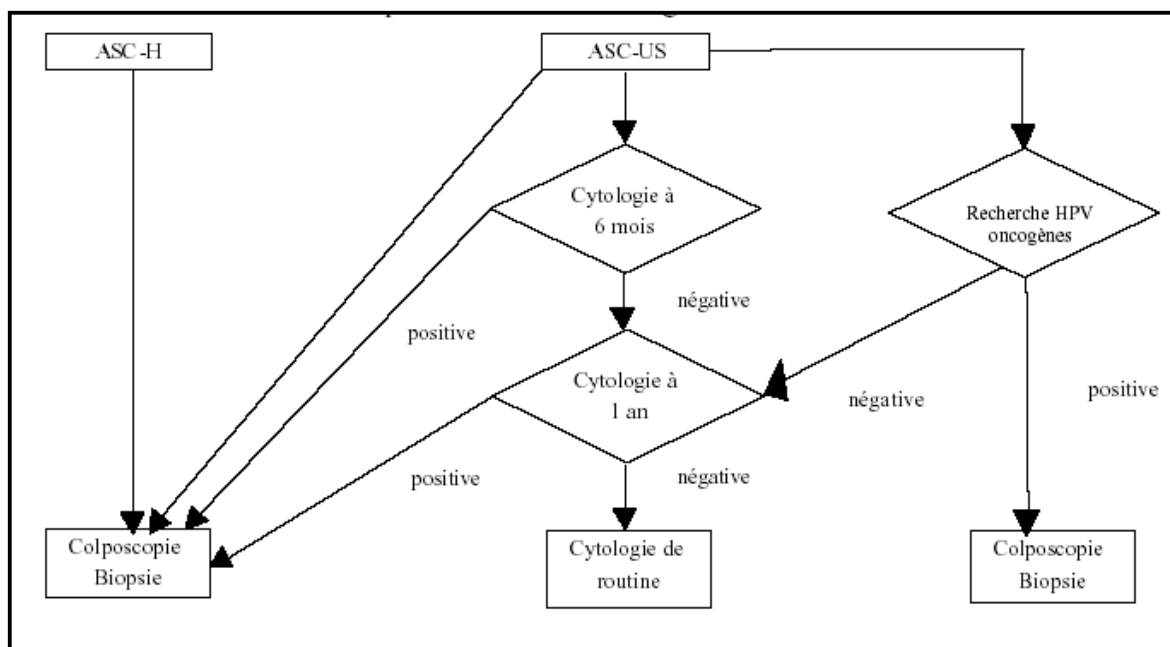 ASC-H
ASC-US
Cytologie à
6 mois
Recherche HPV
oncogènes
négative
positive
Cytologie à
1 an
négative
positive
positive
négative
Colposcopie
Biopsie
Cytologie de
routine
Colposcopie
Biopsie